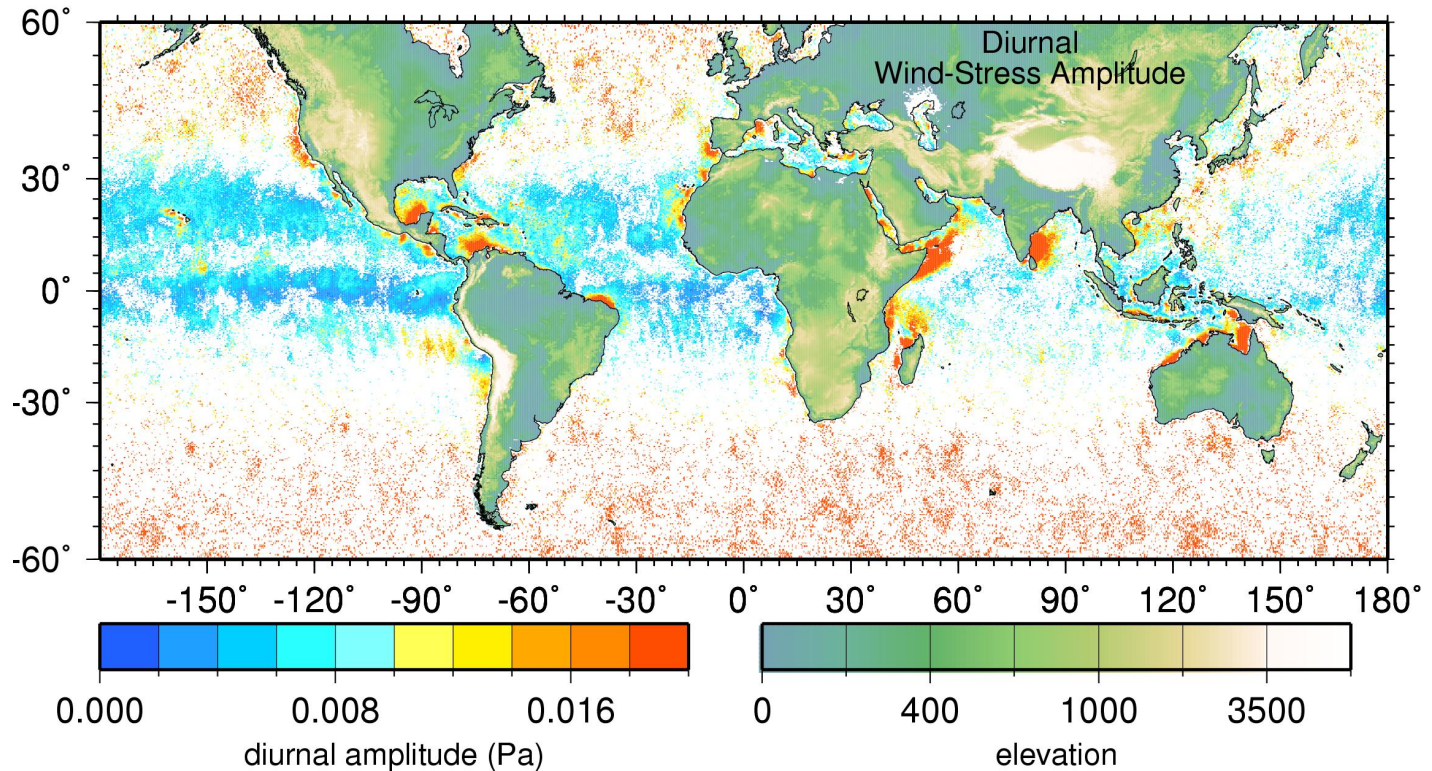 60˚
30˚
0˚
-30˚
-60˚
Diurnal
Wind-Stress Amplitude
-150˚ -120˚ -90˚ -60˚ -30˚ 0˚ 30˚ 60˚ 90˚ 120˚ 150˚ 180˚
0.000 0.008 0.016
diurnal amplitude (Pa)
0 400 1000 3500
elevation